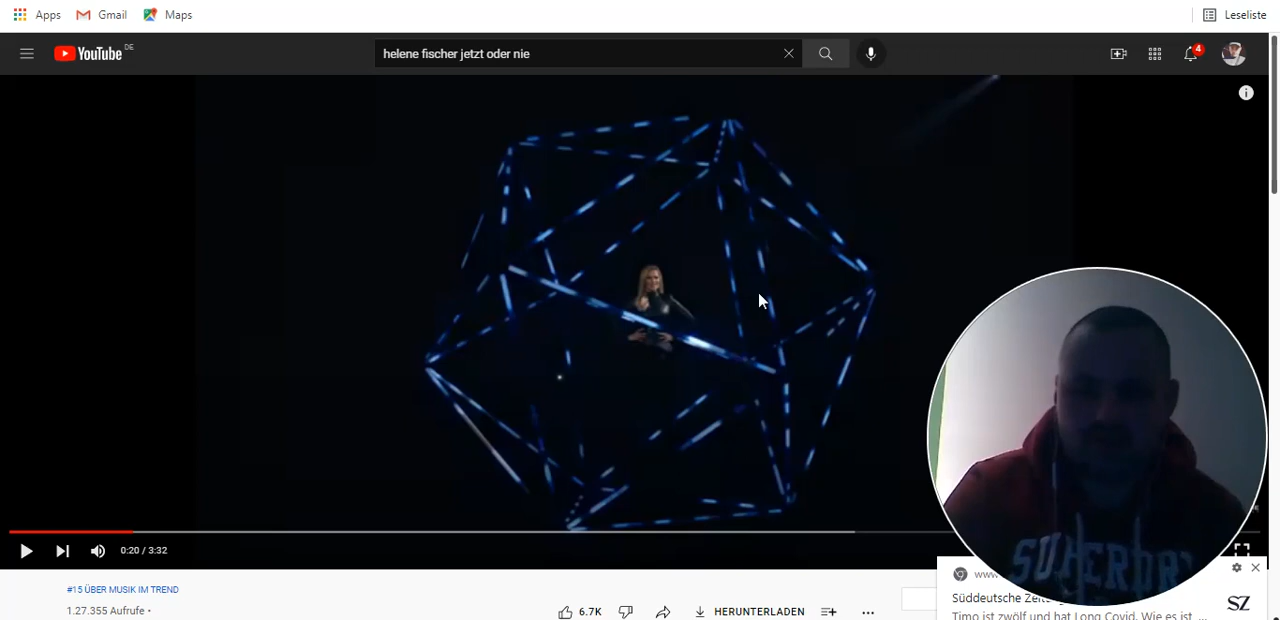 Apps Gmail Maps Leseliste
YouTube DE helene fischer jetzt oder nie 4
0:20 / 3:32
#15 ÜBER MUSIK IM TREND
1.27.355 Aufrufe •
6.7K HERUNTERLADEN
www
Süddeutsche Zeitung
Timo ist zwölf und hat Long Covid. Wie es ist ...
SZ
SUPERDRY